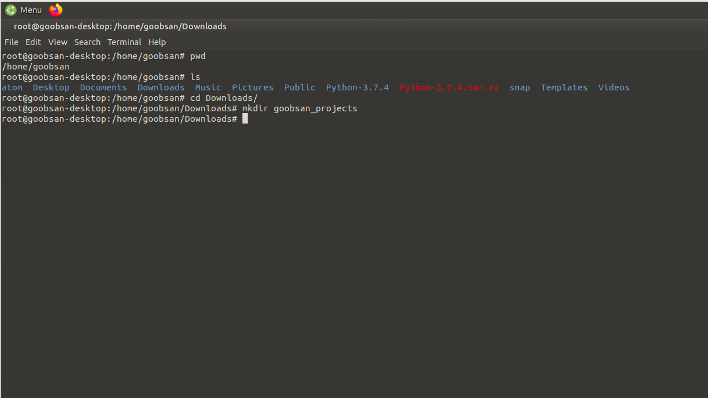 Menu
root@goobsan-desktop: /home/goobsan/Downloads
File Edit View Search Terminal Help
root@goobsan-desktop:/home/goobsan# pwd
/home/goobsan
root@goobsan-desktop:/home/goobsan# ls
atom Desktop Documents Downloads Music Pictures Public Python-3.7.4 Python-3.7.4.tar.xz snap Templates Videos
root@goobsan-desktop:/home/goobsan# cd Downloads/
root@goobsan-desktop:/home/goobsan/Downloads# mkdir goobsan_projects
root@goobsan-desktop:/home/goobsan/Downloads#